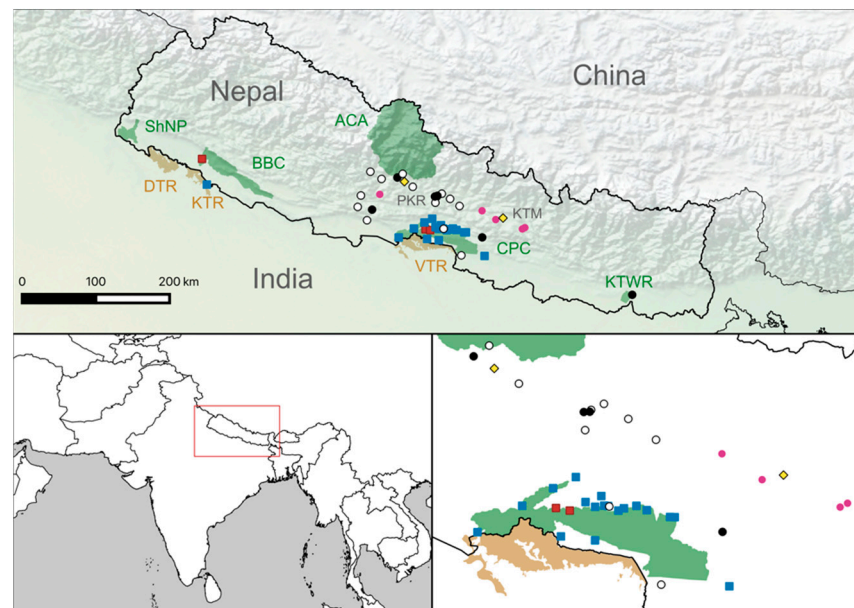 China
Nepal
ACA
ShNP
BBC
DTR
KTR
PKR
KTM
CPC
VTR
India
KTWR
0 100 200 km